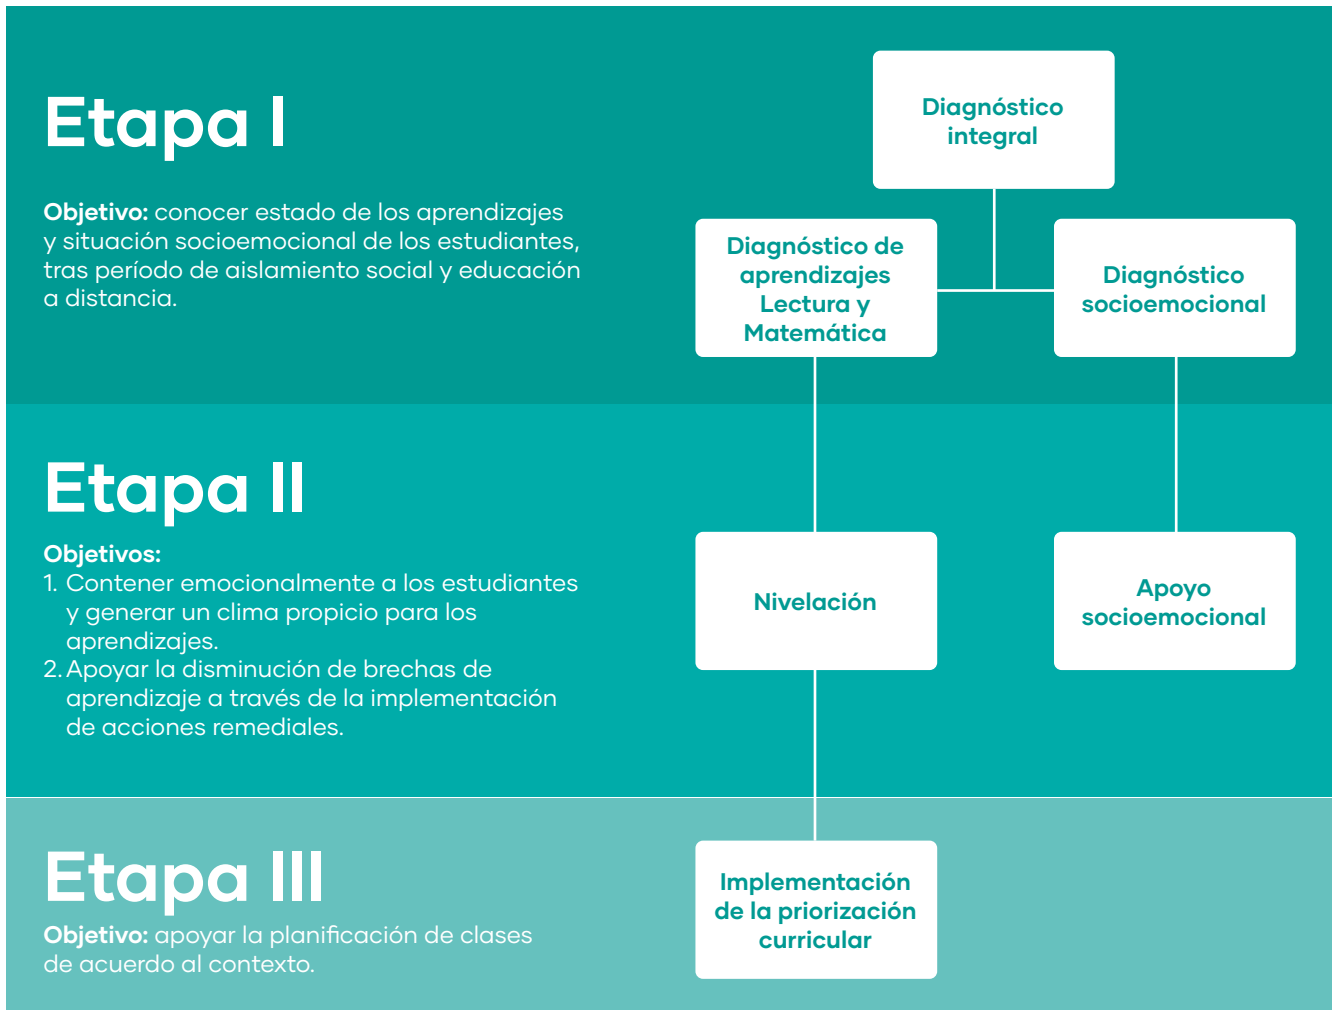 Etapa I
Objetivo: conocer estado de los aprendizajes
y situación socioemocional de los estudiantes,
tras período de aislamiento social y educación
a distancia.
Diagnóstico
integral
Diagnóstico de
aprendizajes
Lectura y
Matemática
Diagnóstico
socioemocional
Etapa II
Objetivos:
1. Contener emocionalmente a los estudiantes
y generar un clima propicio para los
aprendizajes.
2. Apoyar la disminución de brechas de
aprendizaje a través de la implementación
de acciones remediales.
Nivelación
Apoyo
socioemocional
Etapa III
Objetivo: apoyar la planificación de clases
de acuerdo al contexto.
Implementación
de la priorización
curricular